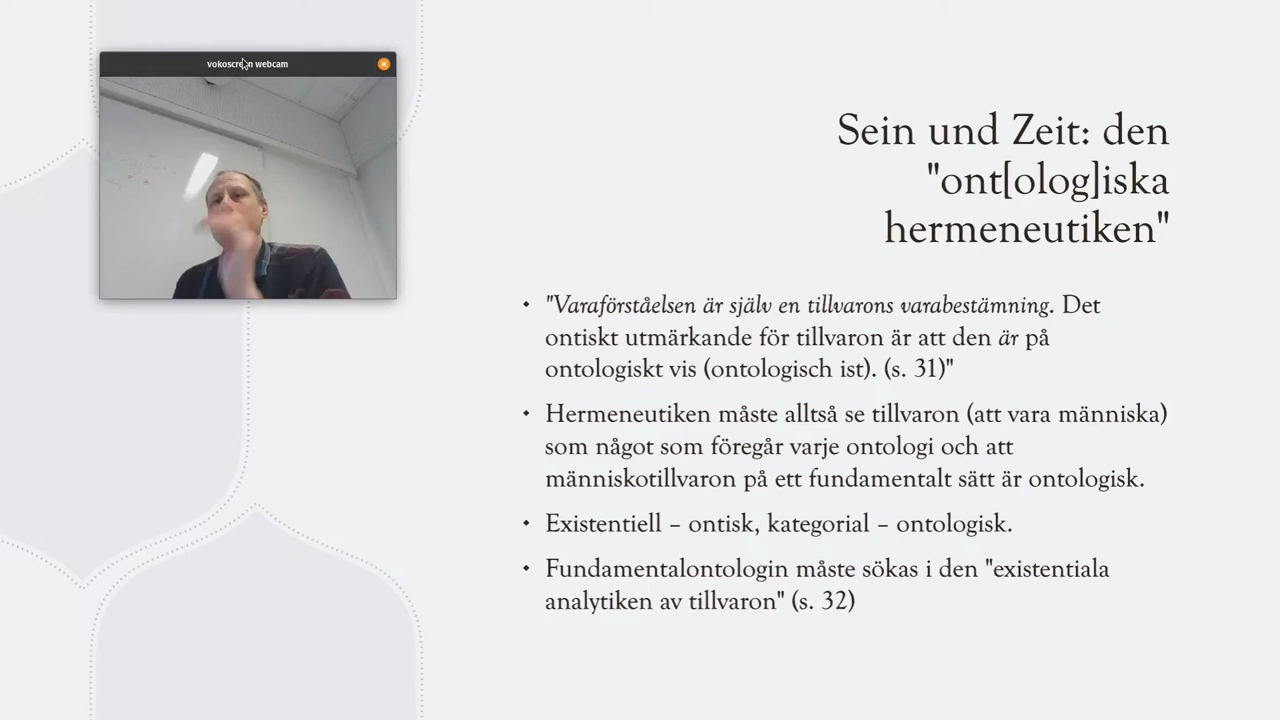 vokoscreen webcam
Sein und Zeit: den
"ont[olog]iska
hermeneutiken"
"Varaförståelsen är själv en tillvarons varabestämning. Det
ontiskt utmärkande för tillvaron är att den är på
ontologiskt vis (ontologisch ist). (s. 31)"
Hermeneutiken måste alltså se tillvaron (att vara människa)
som något som föregår varje ontologi och att
människotillvaron på ett fundamentalt sätt är ontologisk.
Existentiell – ontisk, kategorial – ontologisk.
Fundamentalontologin måste sökas i den "existentiala
analytiken av tillvaron" (s. 32)